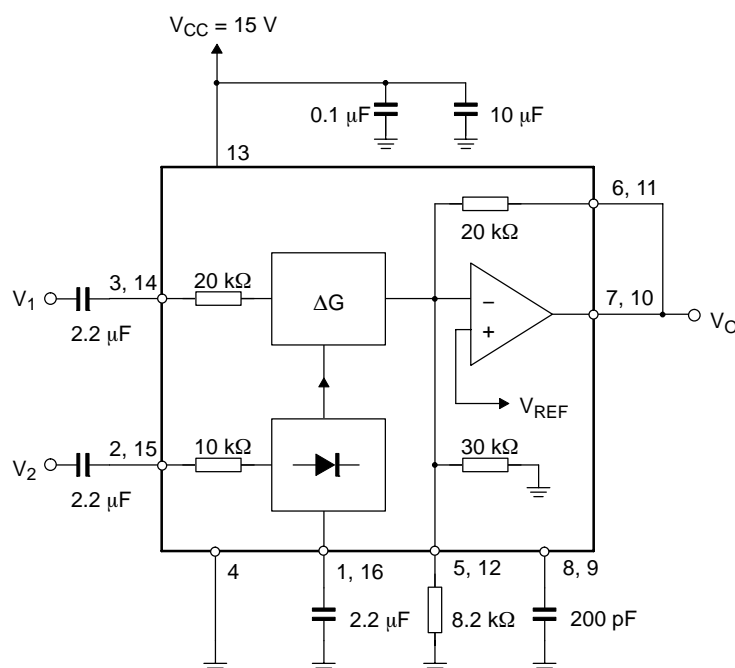 V_CC = 15 V
0.1 μF
10 μF
13
6, 11
20 kΩ
3, 14
20 kΩ
ΔG
−
+
7, 10
V_1
2.2 μF
V_O
V_REF
2, 15
10 kΩ
30 kΩ
V_2
2.2 μF
4
1, 16
5, 12
8, 9
2.2 μF
8.2 kΩ
200 pF